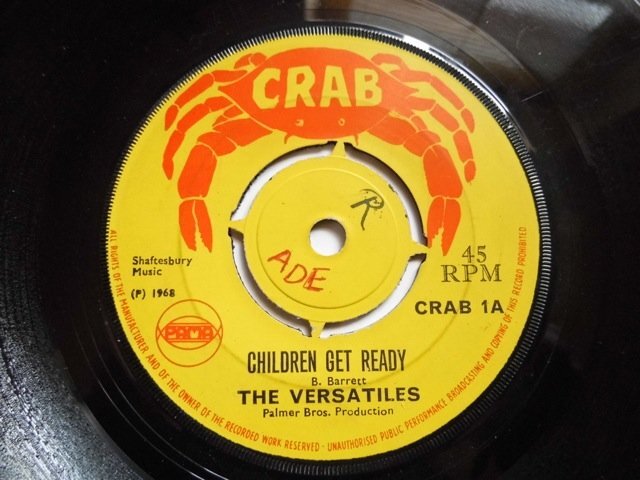 CRAB
R
ADE
Shaftesbury
Music
(P) 1968
PAMA
45
RPM
CRAB 1A
CHILDREN GET READY
B. Barrett
THE VERSATILES
Palmer Bros. Production
ALL RIGHTS OF THE MANUFACTURER AND OF THE OWNER OF THE RECORDED WORK RESERVED - UNAUTHORISED PUBLIC PERFORMANCE BROADCASTING AND COPYING OF THIS RECORD PROHIBITED